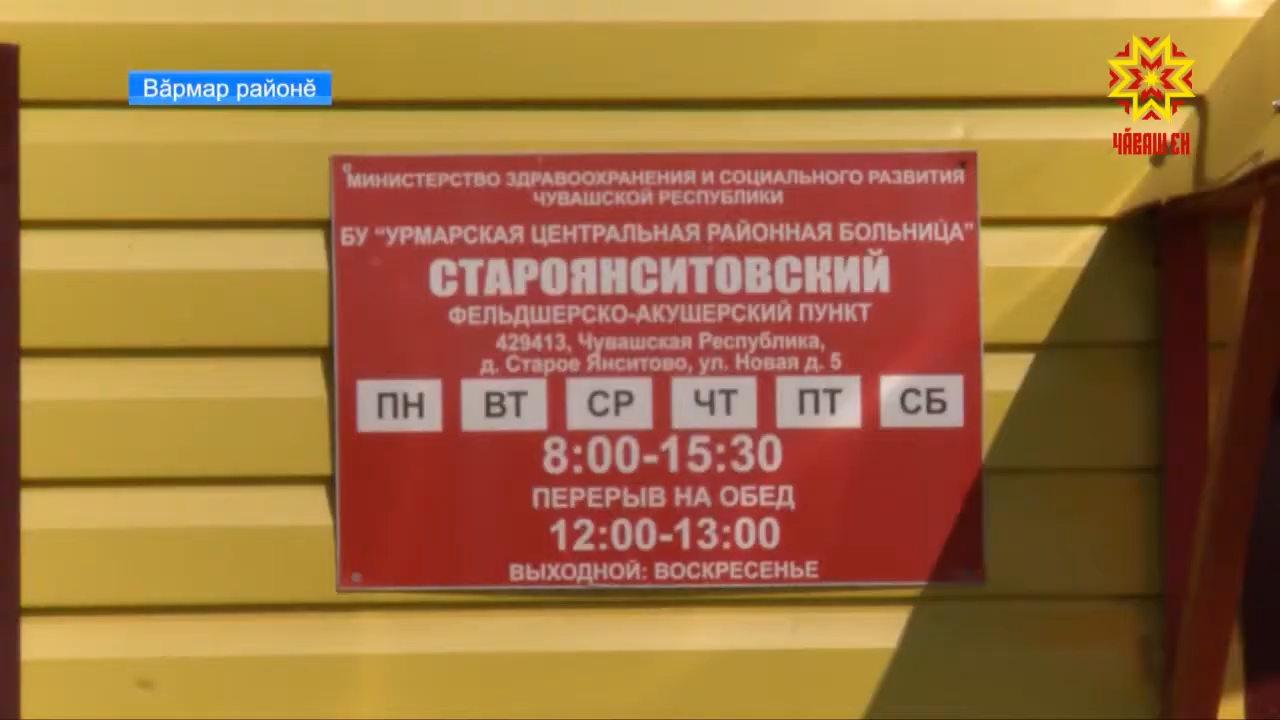 Вӑрмар районӗ
ЧӐВАШ ЕН
МИНИСТЕРСТВО ЗДРАВООХРАНЕНИЯ И СОЦИАЛЬНОГО РАЗВИТИЯ
ЧУВАШСКОЙ РЕСПУБЛИКИ
БУ “УРМАРСКАЯ ЦЕНТРАЛЬНАЯ РАЙОННАЯ БОЛЬНИЦА”
СТАРОЯНСИТОВСКИЙ
ФЕЛЬДШЕРСКО-АКУШЕРСКИЙ ПУНКТ
429413, Чувашская Республика,
д. Старое Янситово, ул. Новая д. 5
ПН ВТ СР ЧТ ПТ СБ
8:00-15:30
ПЕРЕРЫВ НА ОБЕД
12:00-13:00
ВЫХОДНОЙ: ВОСКРЕСЕНЬЕ